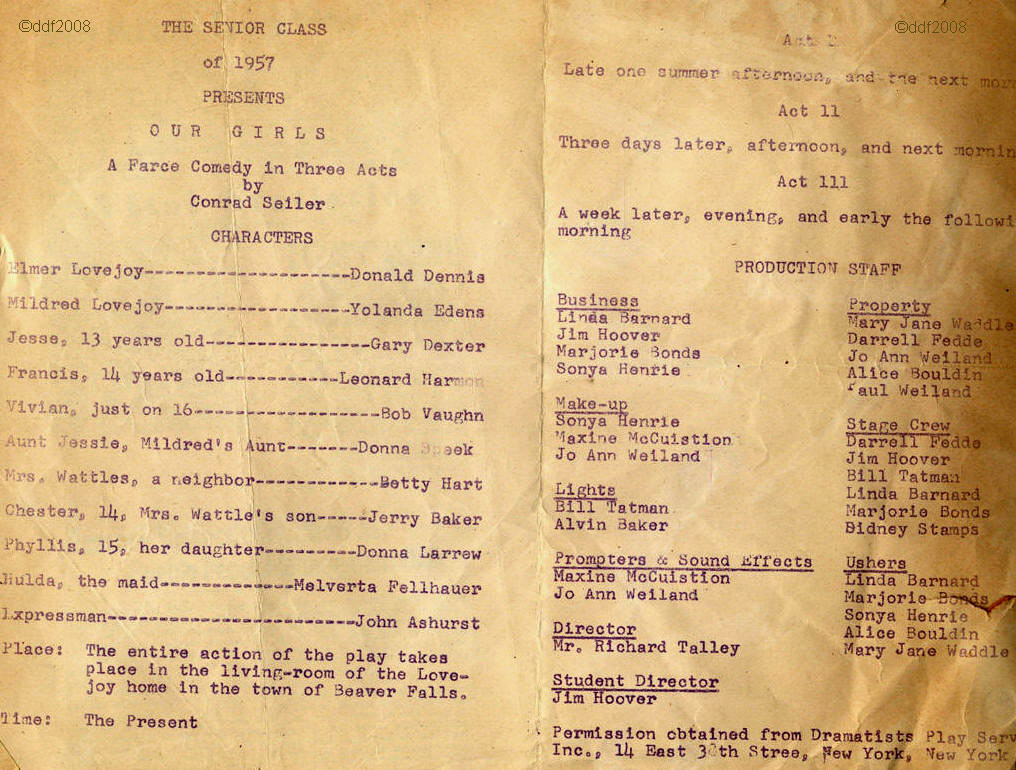 ©ddf2008
THE SENIOR CLASS
of 1957
PRESENTS
O U R G I R L S
A Farce Comedy in Three Acts
by
Conrad Seiler
CHARACTERS
Elmer Lovejoy--------------------Donald Dennis
Mildred Lovejoy------------------Yolanda Edens
Jesse, 13 years old----------------Gary Dexter
Francis, 14 years old-----------Leonard Harmon
Vivian, just on 16------------------Bob Vaughn
Aunt Jessie, Mildred's Aunt-------Donna
Mrs. Wattles, a neighbor------------Betty Hart
Chester, 14, Mrs. Wattle's son-----Jerry Baker
Phyllis, 15, her daughter---------Donna Larrew
Hulda, the maid-------------Melverta Fellhauer
Expressman------------------------John Ashurst
Place: The entire action of the play takes
place in the living-room of the Love-
joy home in the town of Beaver Falls.
Time: The Present
©ddf2008
Act I
Late one summer afternoon, and the next
Act 11
Three days later, afternoon, and next mornin
Act 111
A week later, evening, and early the followi
morning
PRODUCTION STAFF
Business
Linda Barnard
Jim Hoover
Marjorie Bonds
Sonya Henrie
Make-up
Sonya Henrie
Maxine McCuistion
Jo Ann Weiland
Lights
Bill Tatman
Alvin Baker
Prompters & Sound Effects
Maxine McCuistion
Jo Ann Weiland
Director
Mr. Richard Talley
Student Director
Jim Hoover
Property
Mary Jane Waddle
Darrell Fedde
Jo Ann Weiland
Alice Bouldin
Paul Weiland
Stage Crew
Darrell Fedde
Jim Hoover
Bill Tatman
Linda Barnard
Marjorie Bonds
Sidney Stamps
Ushers
Linda Barnard
Marjorie Bonds
Sonya Henrie
Alice Bouldin
Mary Jane Waddle
Permission obtained from Dramatists Play Serv
Inc., 14 East 38th Stree, New York, New York